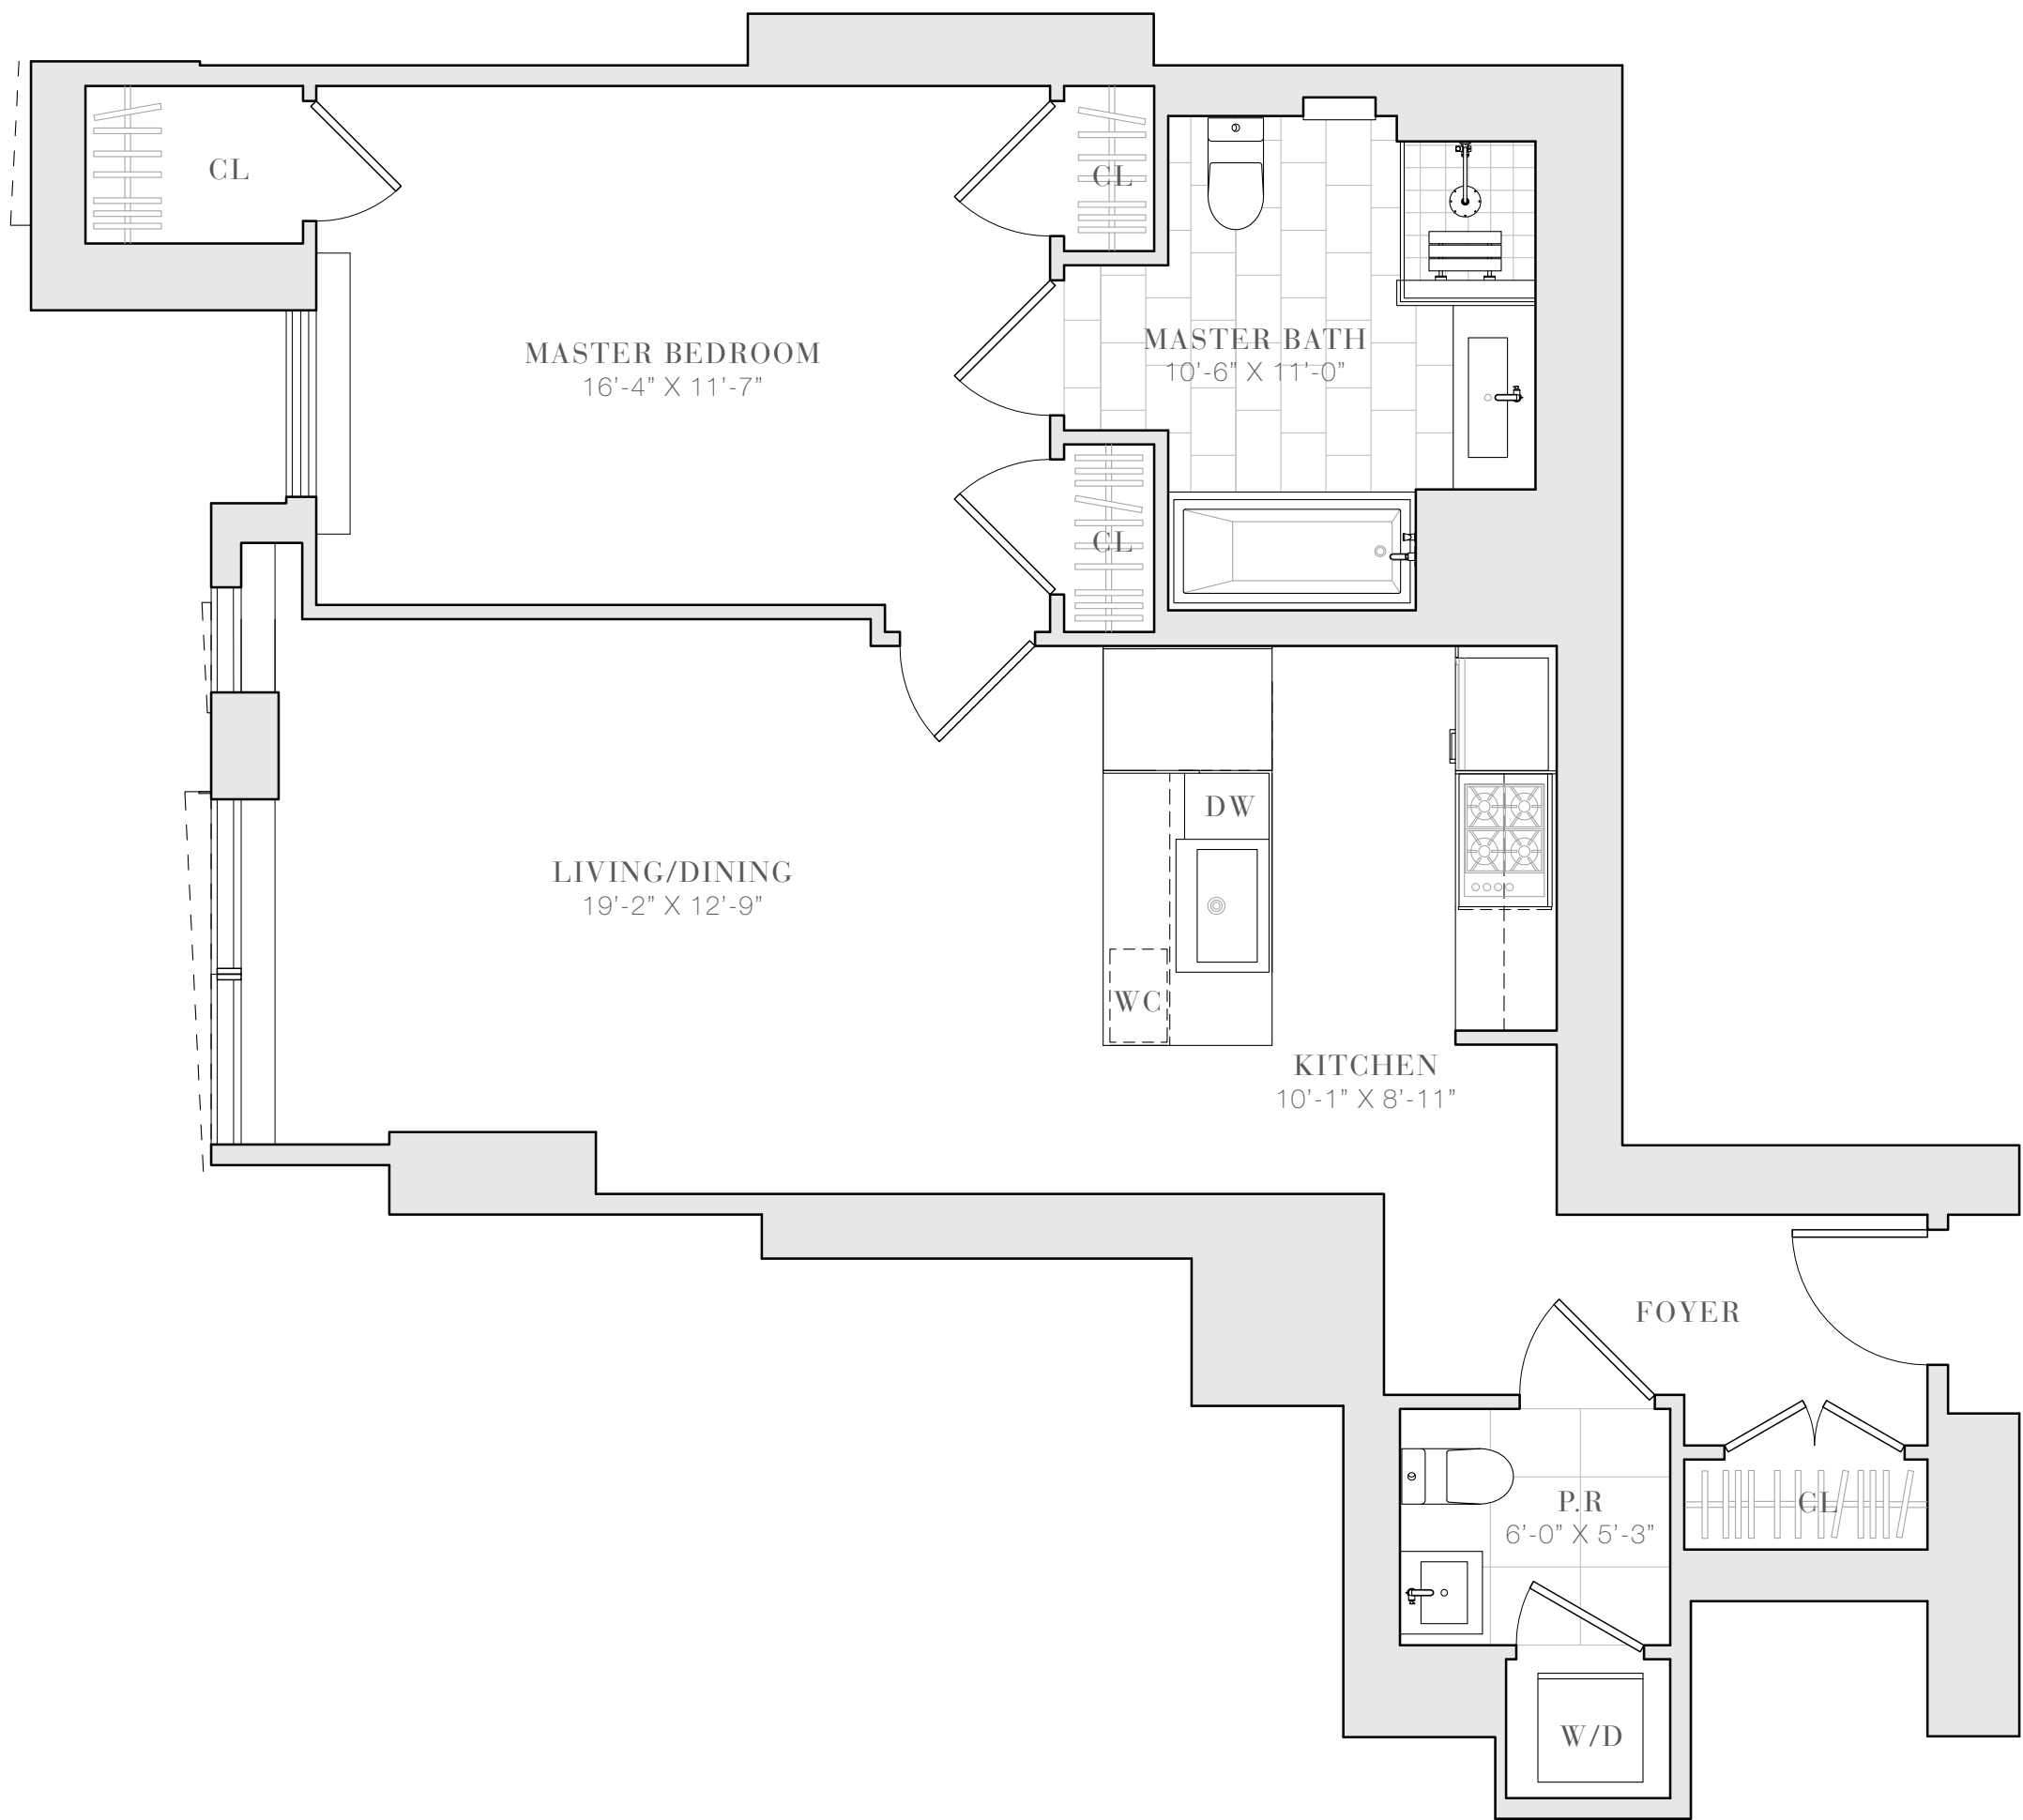 CL
CL
MASTER BEDROOM
16’-4” X 11’-7”
MASTER BATH
10’-6” X 11’-0”
CL
DW
LIVING/DINING
19’-2” X 12’-9”
WC
KITCHEN
10’-1” X 8’-11”
FOYER
P.R
6’-0” X 5’-3”
CL
W/D